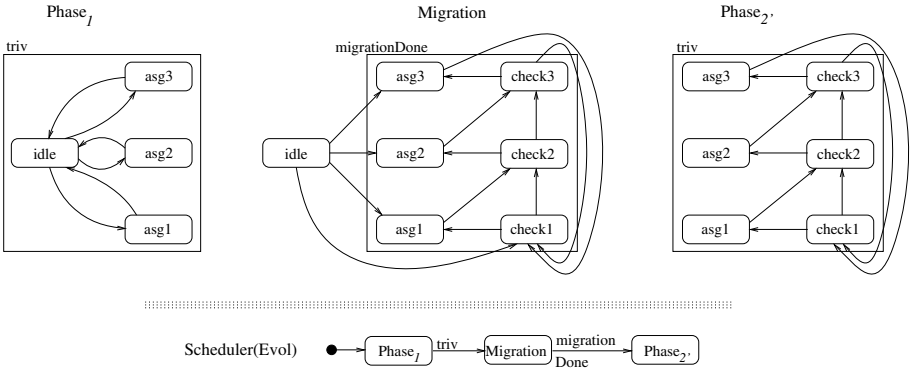 Phase1 Migration Phase2'
triv migrationDone triv
asg3 asg3 check3 asg3 check3
idle asg2 idle asg2 check2 asg2 check2
asg1 asg1 check1 asg1 check1
Scheduler(Evol) Phase1 triv Migration migration Done Phase2'